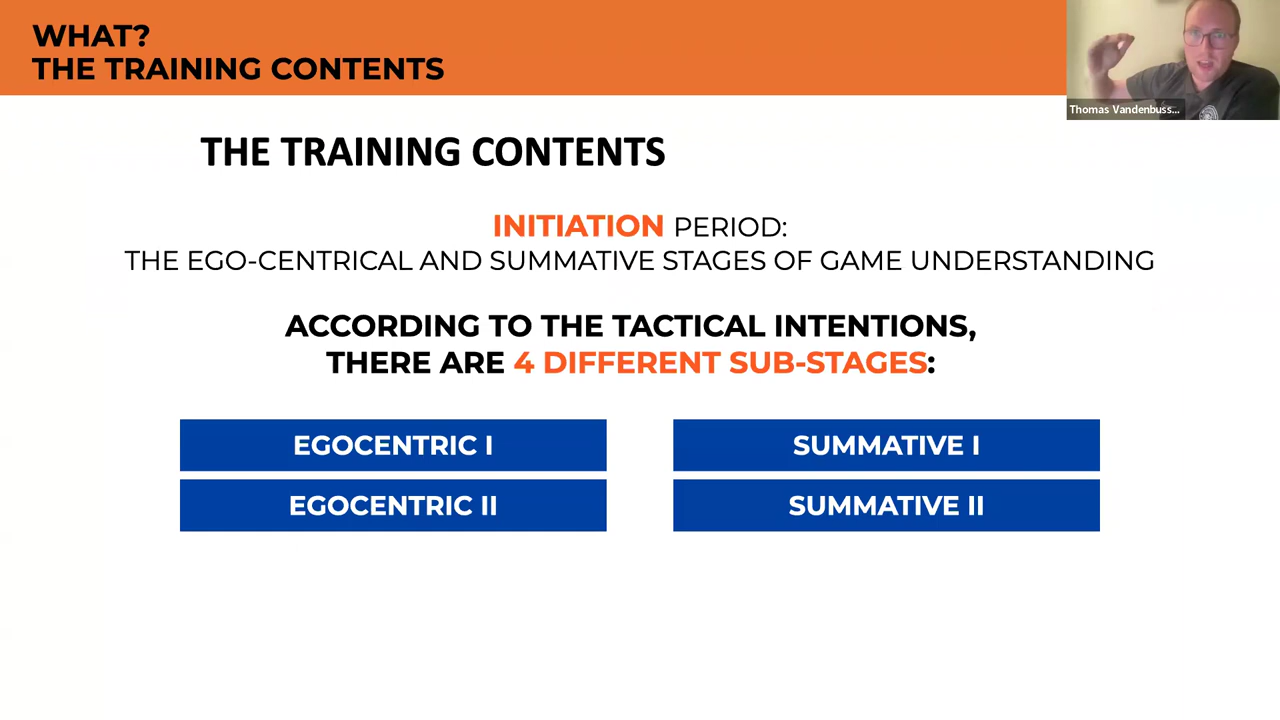 WHAT?
THE TRAINING CONTENTS
Thomas Vandenbuss...
THE TRAINING CONTENTS
INITIATION PERIOD:
THE EGO-CENTRICAL AND SUMMATIVE STAGES OF GAME UNDERSTANDING
ACCORDING TO THE TACTICAL INTENTIONS,
THERE ARE 4 DIFFERENT SUB-STAGES:
EGOCENTRIC I
SUMMATIVE I
EGOCENTRIC II
SUMMATIVE II